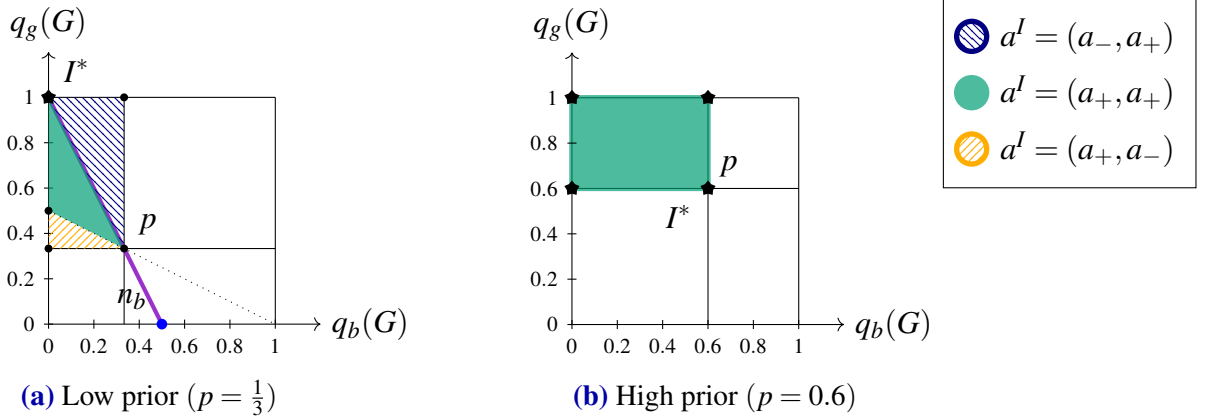 q_g(G)
I*
1
0.8
0.6
0.4
0.2
0
p
n_b
0 0.2 0.4 0.6 0.8 1
q_b(G)
(a) Low prior (p = 1/3)
q_g(G)
1
0.8
0.6
0.4
0.2
0
p
I*
0 0.2 0.4 0.6 0.8 1
q_b(G)
(b) High prior (p = 0.6)
a^I = (a_−, a_+)
a^I = (a_+, a_+)
a^I = (a_+, a_−)